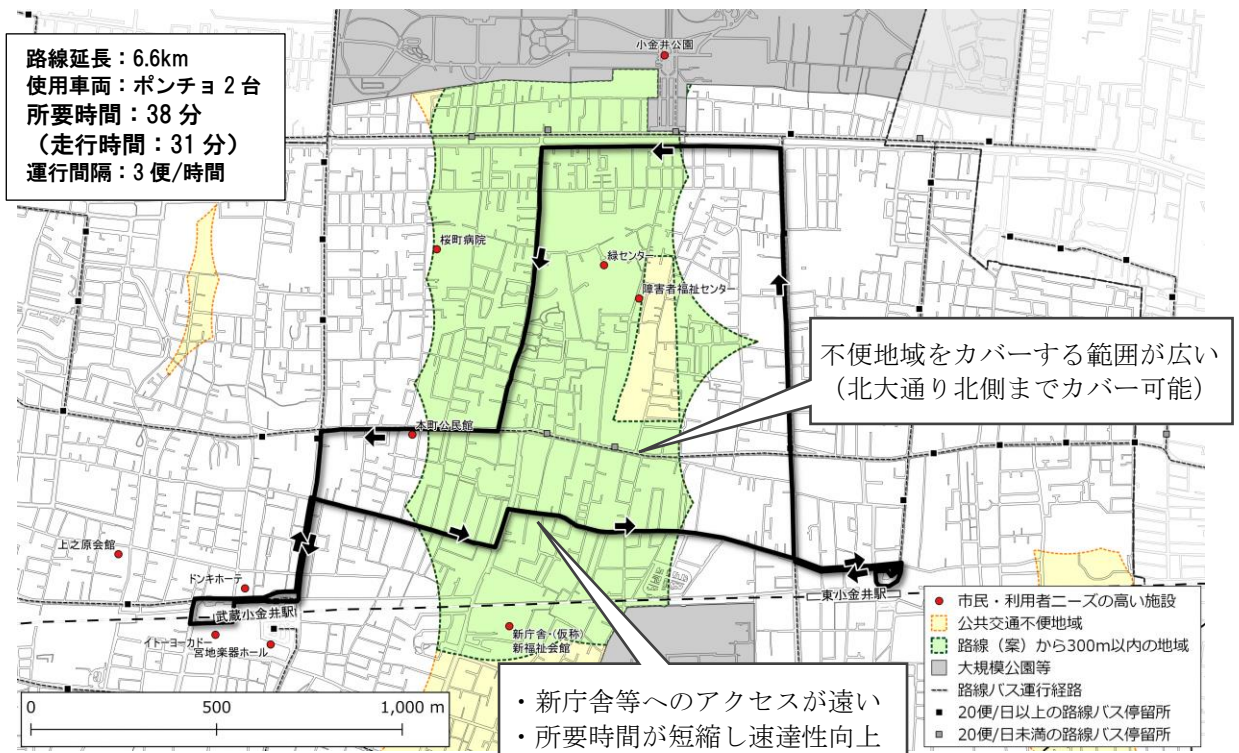 路線延長：6.6km
使用車両：ポンチョ 2 台
所要時間：38 分
（走行時間：31 分）
運行間隔：3 便/時間
小金井公園
桜町病院
緑センター
障害者福祉センター
不便地域をカバーする範囲が広い
（北大通り北側までカバー可能）
本町公民館
上之原会館
ドンキホーテ
武蔵小金井駅
東小金井駅
イトーヨーカドー
宮地楽器ホール
新庁舎・(仮称)
新福祉会館
・新庁舎等へのアクセスが遠い
・所要時間が短縮し速達性向上
市民・利用者ニーズの高い施設
公共交通不便地域
路線（案）から300m以内の地域
大規模公園等
路線バス運行経路
20便/日以上の路線バス停留所
20便/日未満の路線バス停留所
0 500 1,000 m